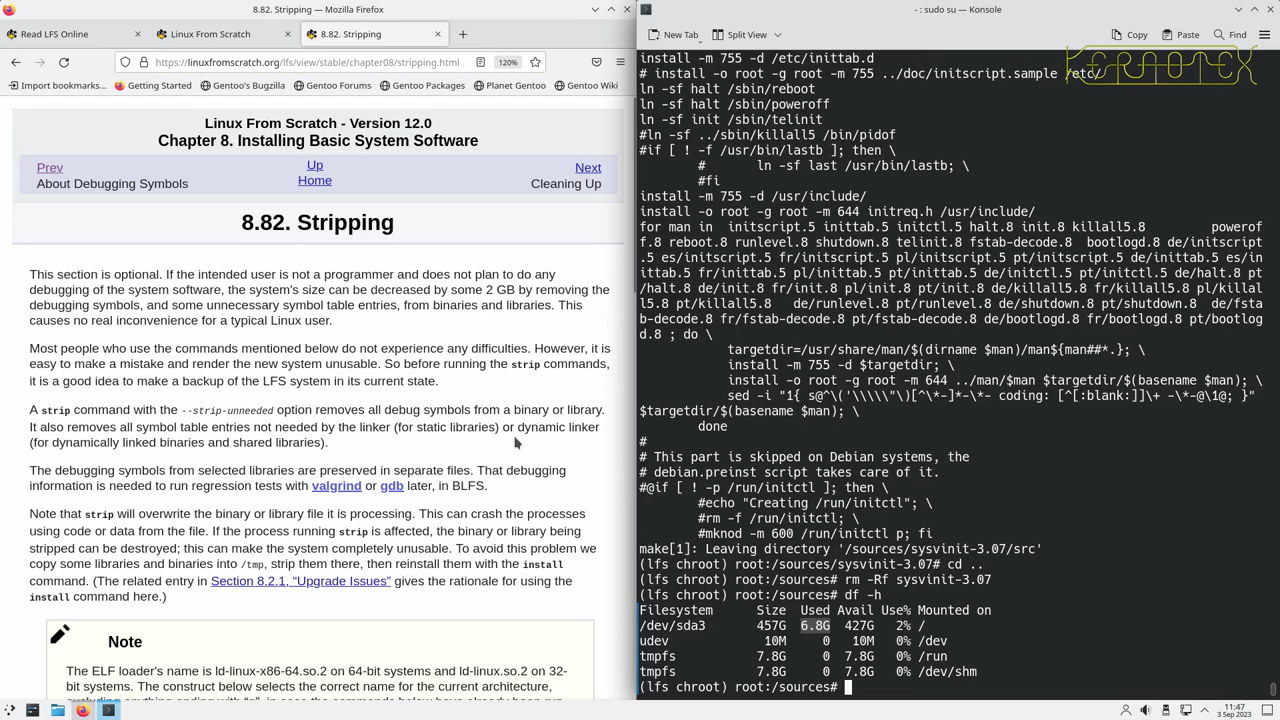 8.82. Stripping — Mozilla Firefox
Read LFS Online
Linux From Scratch
8.82. Stripping
https://linuxfromscratch.org/lfs/view/stable/chapter08/stripping.html
120%
Import bookmarks...
Getting Started
Gentoo's Bugzilla
Gentoo Forums
Gentoo Packages
Planet Gentoo
Gentoo Wiki
Linux From Scratch - Version 12.0
Chapter 8. Installing Basic System Software
Prev
Up
Next
About Debugging Symbols
Home
Cleaning Up
8.82. Stripping
This section is optional. If the intended user is not a programmer and does not plan to do any
debugging of the system software, the system's size can be decreased by some 2 GB by removing the
debugging symbols, and some unnecessary symbol table entries, from binaries and libraries. This
causes no real inconvenience for a typical Linux user.
Most people who use the commands mentioned below do not experience any difficulties. However, it is
easy to make a mistake and render the new system unusable. So before running the strip commands,
it is a good idea to make a backup of the LFS system in its current state.
A strip command with the --strip-unneeded option removes all debug symbols from a binary or library.
It also removes all symbol table entries not needed by the linker (for static libraries) or dynamic linker
(for dynamically linked binaries and shared libraries).
The debugging symbols from selected libraries are preserved in separate files. That debugging
information is needed to run regression tests with valgrind or gdb later, in BLFS.
Note that strip will overwrite the binary or library file it is processing. This can crash the processes
using code or data from the file. If the process running strip is affected, the binary or library being
stripped can be destroyed; this can make the system completely unusable. To avoid this problem we
copy some libraries and binaries into /tmp, strip them there, then reinstall them with the install
command. (The related entry in Section 8.2.1, “Upgrade Issues” gives the rationale for using the
install command here.)
Note
The ELF loader's name is ld-linux-x86-64.so.2 on 64-bit systems and ld-linux.so.2 on 32-
bit systems. The construct below selects the correct name for the current architecture,
- : sudo su — Konsole
New Tab
Split View
Copy
Paste
Find
KERNOTEX
install -m 755 -d /etc/inittab.d
# install -o root -g root -m 755 ../doc/initscript.sample /etc/
ln -sf halt /sbin/reboot
ln -sf halt /sbin/poweroff
ln -sf init /sbin/telinit
#ln -sf ../sbin/killall5 /bin/pidof
#if [ ! -f /usr/bin/lastb ]; then \
# ln -sf last /usr/bin/lastb; \
#fi
install -m 755 -d /usr/include/
install -o root -g root -m 644 initreq.h /usr/include/
for man in initscript.5 inittab.5 initctl.5 halt.8 init.8 killall5.8 powerof
f.8 reboot.8 runlevel.8 shutdown.8 telinit.8 fstab-decode.8 bootlogd.8 de/initscript
.5 es/initscript.5 fr/initscript.5 pl/initscript.5 pt/initscript.5 de/inittab.5 es/in
ittab.5 fr/inittab.5 pl/inittab.5 pt/inittab.5 de/initctl.5 pt/initctl.5 de/halt.8 pt
/halt.8 de/init.8 fr/init.8 pl/init.8 pt/init.8 de/killall5.8 fr/killall5.8 pl/killal
l5.8 pt/killall5.8 de/runlevel.8 pt/runlevel.8 de/shutdown.8 pt/shutdown.8 de/fsta
b-decode.8 fr/fstab-decode.8 pt/fstab-decode.8 de/bootlogd.8 fr/bootlogd.8 pt/bootlog
d.8 ; do \
targetdir=/usr/share/man/$(dirname $man)/man${man##*.}; \
install -m 755 -d $targetdir; \
install -o root -g root -m 644 ../man/$man $targetdir/$(basename $man); \
sed -i "1{ s@^\('\\\\\"\)[^\*-]*-\*- coding: [^[:blank:]]\+ -\*-@\1@; }"
$targetdir/$(basename $man); \
done
#
# This part is skipped on Debian systems, the
# debian.preinst script takes care of it.
#@if [ ! -p /run/initctl ]; then \
#echo "Creating /run/initctl"; \
#rm -f /run/initctl; \
#mknod -m 600 /run/initctl p; fi
make[1]: Leaving directory '/sources/sysvinit-3.07/src'
(lfs chroot) root:/sources/sysvinit-3.07# cd ..
(lfs chroot) root:/sources# rm -Rf sysvinit-3.07
(lfs chroot) root:/sources# df -h
Filesystem Size Used Avail Use% Mounted on
/dev/sda3 457G 6.8G 427G 2% /
udev 10M 0 10M 0% /dev
tmpfs 7.8G 0 7.8G 0% /run
tmpfs 7.8G 0 7.8G 0% /dev/shm
(lfs chroot) root:/sources#
11:47
3 Sep 2023